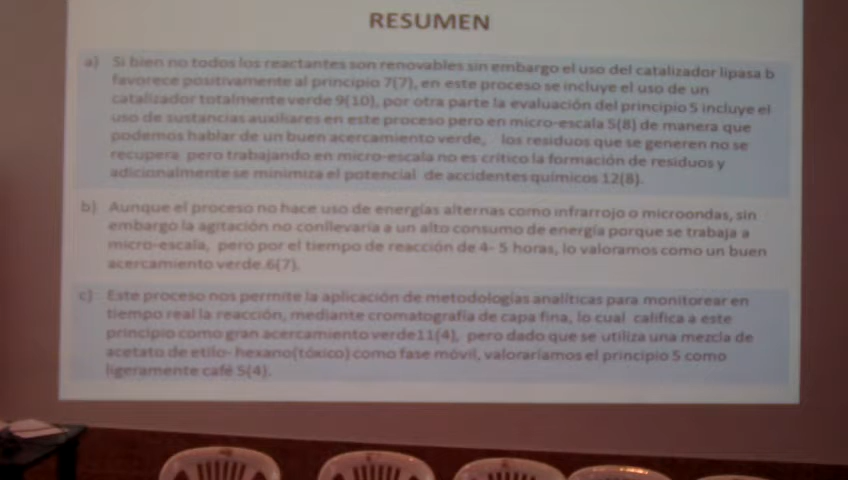 RESUMEN
a) Si bien no todos los reactantes son renovables sin embargo el uso del catalizador lipasa b
favorece positivamente al principio 7(7), en este proceso se incluye el uso de un
catalizador totalmente verde 9(10), por otra parte la evaluación del principio 5 incluye el
uso de sustancias auxiliares en este proceso pero en micro-escala 5(8) de manera que
podemos hablar de un buen acercamiento verde, los residuos que se generen no se
recupera pero trabajando en micro-escala no es crítico la formación de residuos y
adicionalmente se minimiza el potencial de accidentes químicos 12(8).
b) Aunque el proceso no hace uso de energías alternas como infrarrojo o microondas, sin
embargo la agitación no conllevaría a un alto consumo de energía porque se trabaja a
micro-escala, pero por el tiempo de reacción de 4- 5 horas, lo valoramos como un buen
acercamiento verde.6(7).
c) Este proceso nos permite la aplicación de metodologías analíticas para monitorear en
tiempo real la reacción, mediante cromatografía de capa fina, lo cual califica a este
principio como gran acercamiento verde11(4), pero dado que se utiliza una mezcla de
acetato de etilo- hexano(tóxico) como fase móvil, valoraríamos el principio 5 como
ligeramente café 5(4).